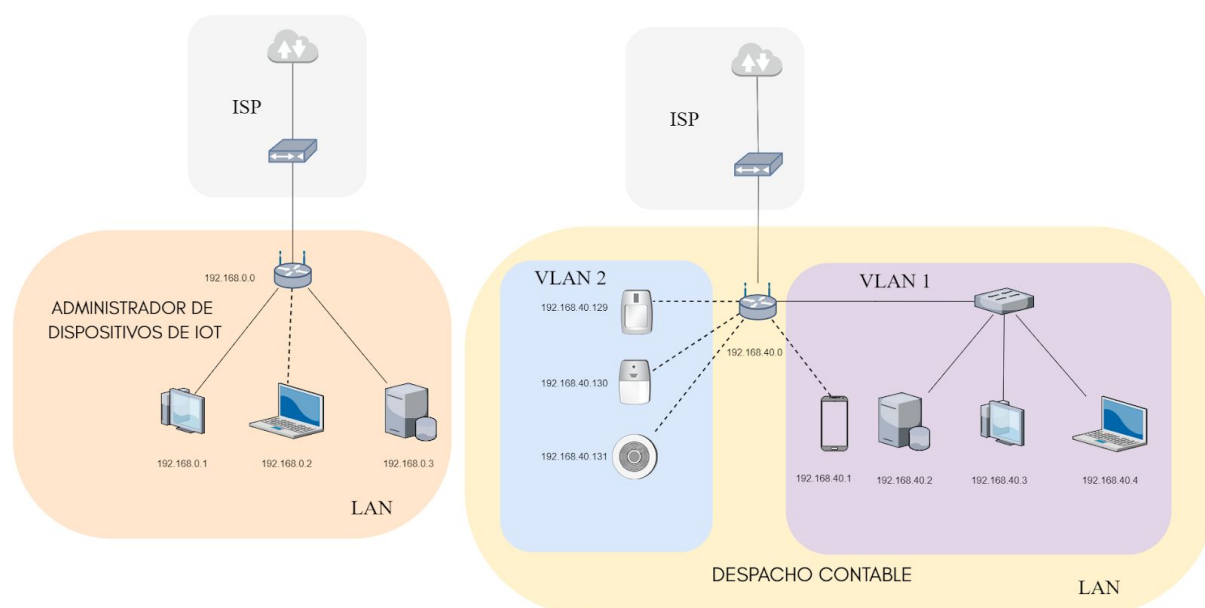 ISP
192.168.0.0
ADMINISTRADOR DE
DISPOSITIVOS DE IOT
192.168.0.1
192.168.0.2
192.168.0.3
LAN
ISP
VLAN 2
192.168.40.129
192.168.40.130
192.168.40.131
192.168.40.0
VLAN 1
192.168.40.1
192.168.40.2
192.168.40.3
192.168.40.4
DESPACHO CONTABLE
LAN